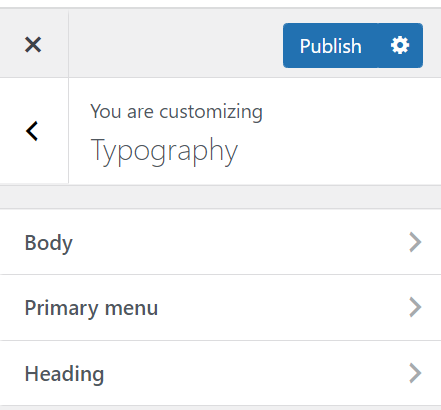 Publish
You are customizing
Typography
Body
Primary menu
Heading